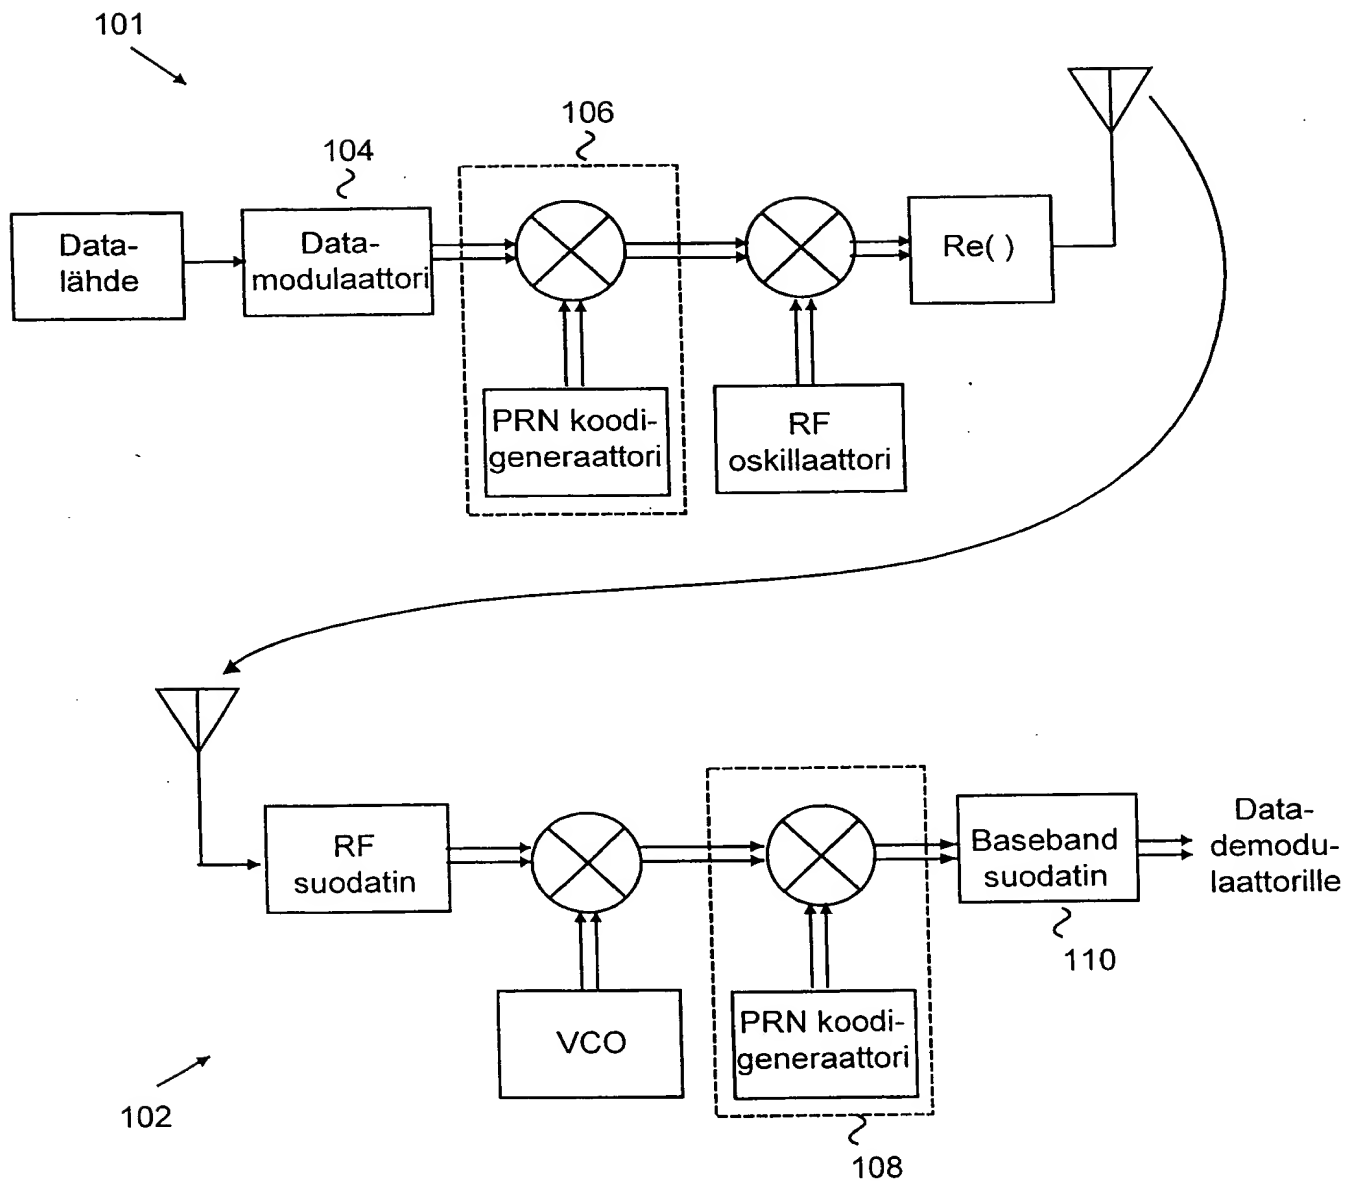 101
106
104
Data-
lähde
Data-
modulaattori
Re( )
PRN koodi-
generaattori
RF
oskillaattori
RF
suodatin
Baseband
suodatin
Data-
demodu-
laattorille
110
VCO
PRN koodi-
generaattori
102
108